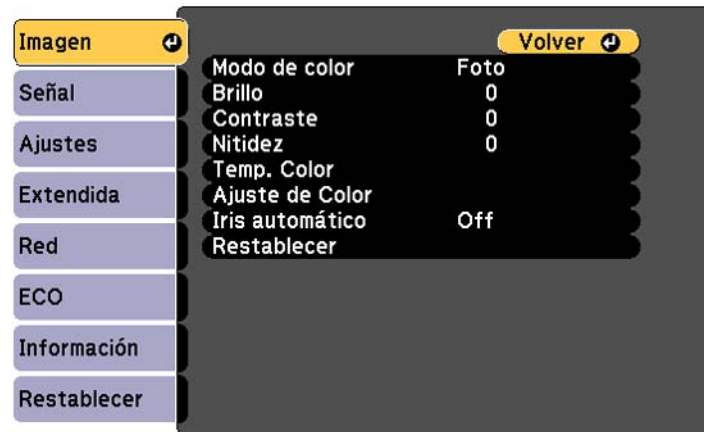 Imagen
Señal
Ajustes
Extendida
Red
ECO
Información
Restablecer
Volver
Modo de color Foto
Brillo 0
Contraste 0
Nitidez 0
Temp. Color
Ajuste de Color
Iris automático Off
Restablecer